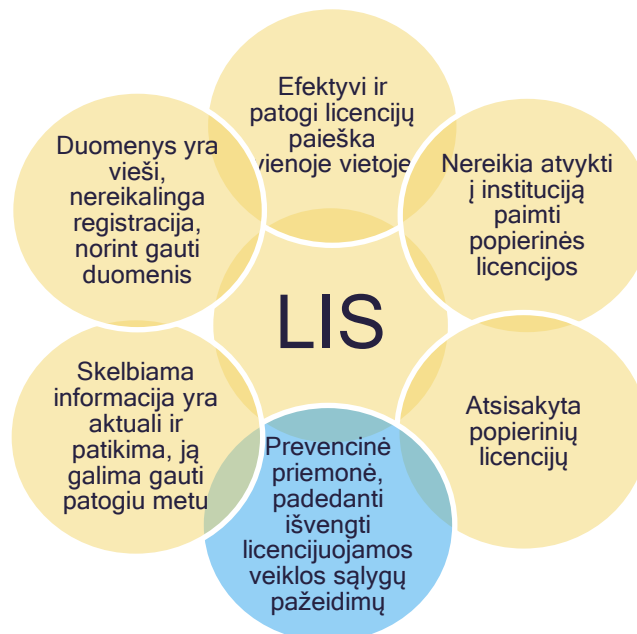 Efektyvi ir
patogi licencijų
paieška
vienoje vietoje
Nereikia atvykti
į instituciją
paimti
popierinės
licencijos
Atsisakyta
popierinių
licencijų
Prevencinė
priemonė,
padedanti
išvengti
licencijuojamos
veiklos sąlygų
pažeidimų
Skelbiama
informacija yra
aktuali ir
patikima, ją
galima gauti
patogiu metu
Duomenys yra
vieši,
nereikalinga
registracija,
norint gauti
duomenis
LIS